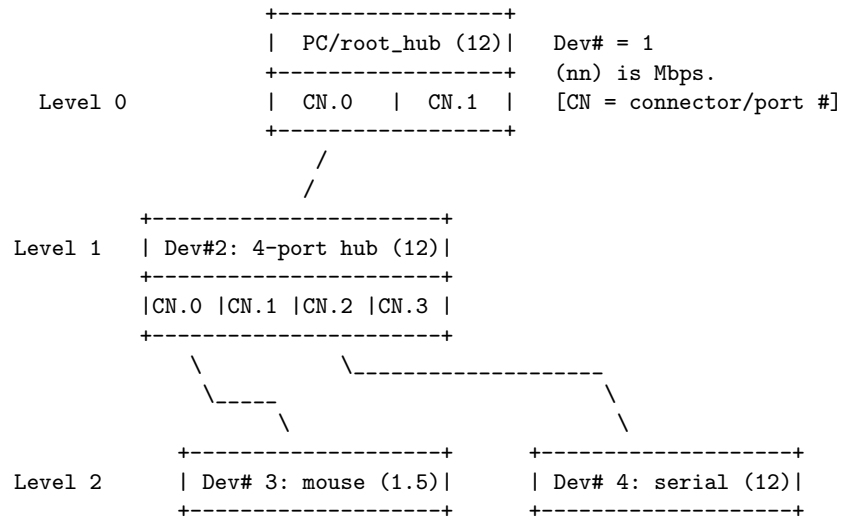 +------------------+
                    |  PC/root_hub (12)|   Dev# = 1
                    +------------------+   (nn) is Mbps.
  Level 0           |  CN.0   |  CN.1  |   [CN = connector/port #]
                    +------------------+
                        /
                       /
          +-----------------------+
Level 1   | Dev#2: 4-port hub (12)|
          +-----------------------+
          |CN.0 |CN.1 |CN.2 |CN.3 |
          +-----------------------+
              \           \____________________
               \_____                          \
                     \                          \
             +--------------------+      +--------------------+
Level 2      | Dev# 3: mouse (1.5)|      | Dev# 4: serial (12)|
             +--------------------+      +--------------------+